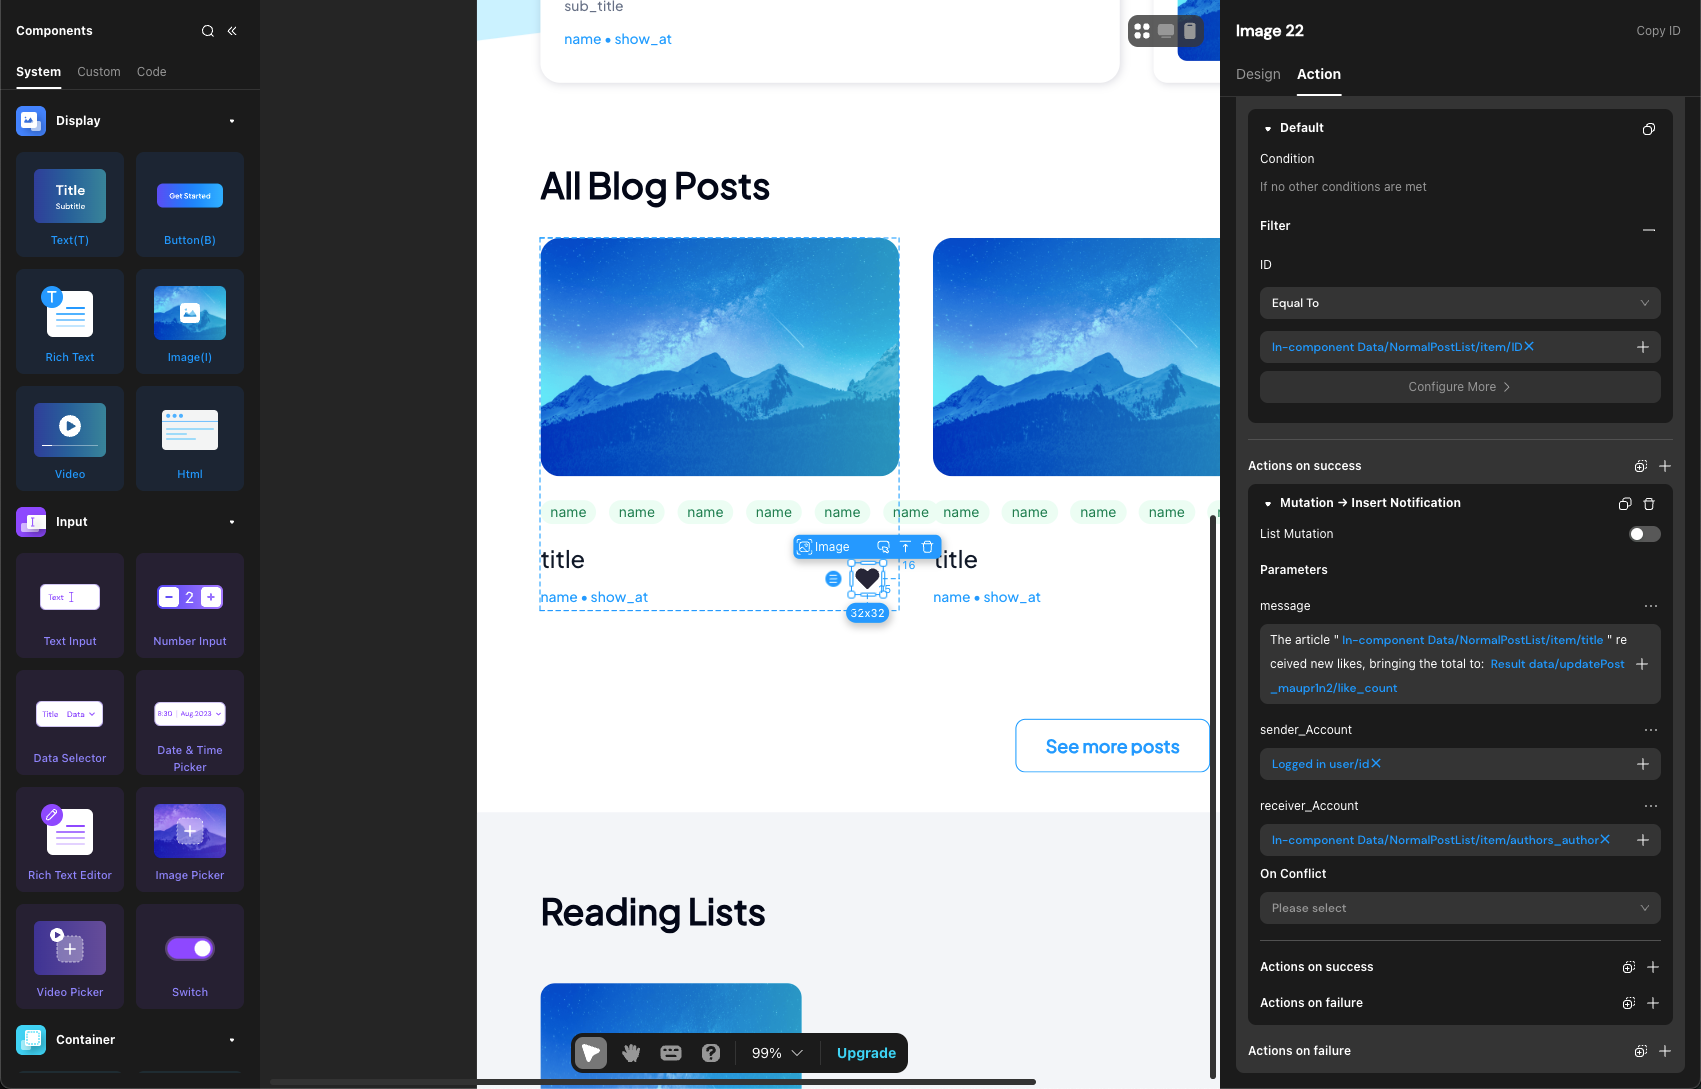 Components
System
Custom
Code
Display
Title
Subtitle
Text(T)
Get Started
Button(B)
T
Rich Text
Image(I)
Video
Html
Input
Text
Text Input
2
Number Input
Title Data
Data Selector
8:30 Aug.2023
Date & Time
Picker
Rich Text Editor
Image Picker
Video Picker
Switch
Container
sub_title
name • show_at
All Blog Posts
name name name name name name name name name name
Image
title
title
16
name • show_at
name • show_at
32x32
See more posts
Reading Lists
99%
Upgrade
Image 22
Copy ID
Design
Action
Default
Condition
If no other conditions are met
Filter
ID
Equal To
In-component Data/NormalPostList/item/ID
Configure More
Actions on success
Mutation → Insert Notification
List Mutation
Parameters
message
The article " In-component Data/NormalPostList/item/title " re
ceived new likes, bringing the total to: Result data/updatePost
_maupr1n2/like_count
sender_Account
Logged in user/id
receiver_Account
In-component Data/NormalPostList/item/authors_author
On Conflict
Please select
Actions on success
Actions on failure
Actions on failure